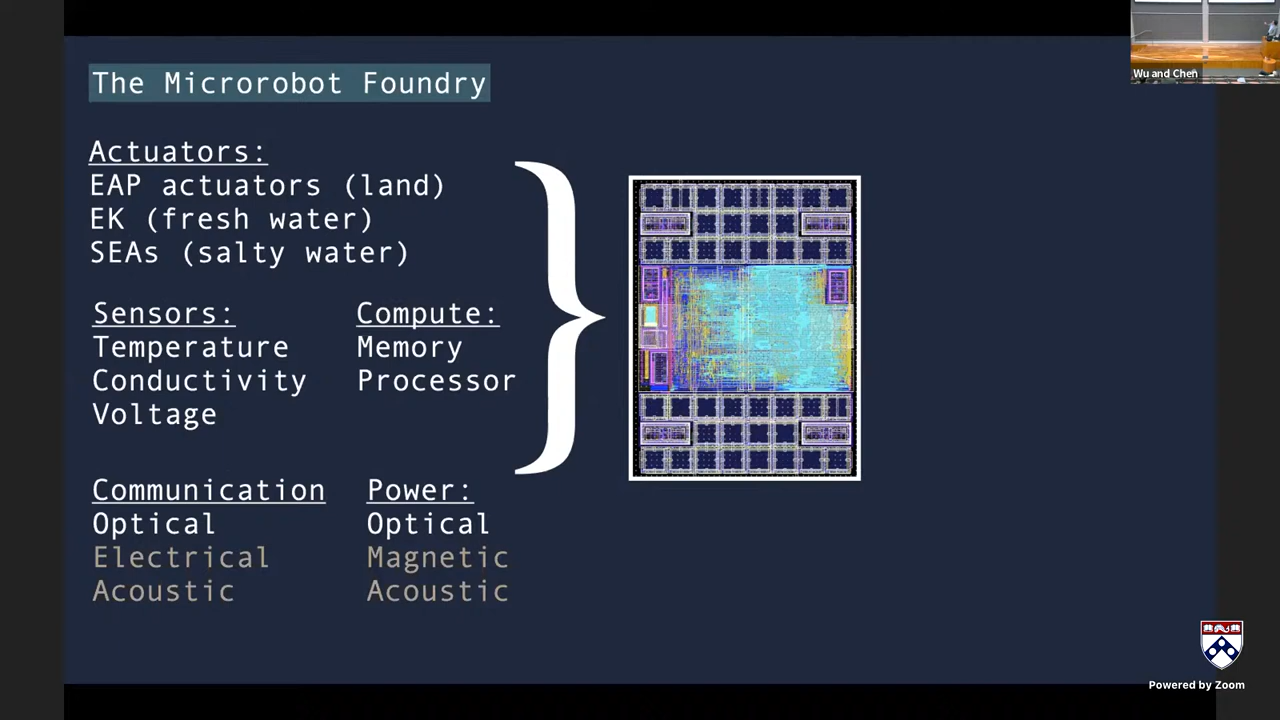 The Microrobot Foundry
Actuators:
EAP actuators (land)
EK (fresh water)
SEAs (salty water)
Sensors:
Temperature
Conductivity
Voltage
Compute:
Memory
Processor
Communication
Optical
Electrical
Acoustic
Power:
Optical
Magnetic
Acoustic
Wu and Chen
Powered by Zoom